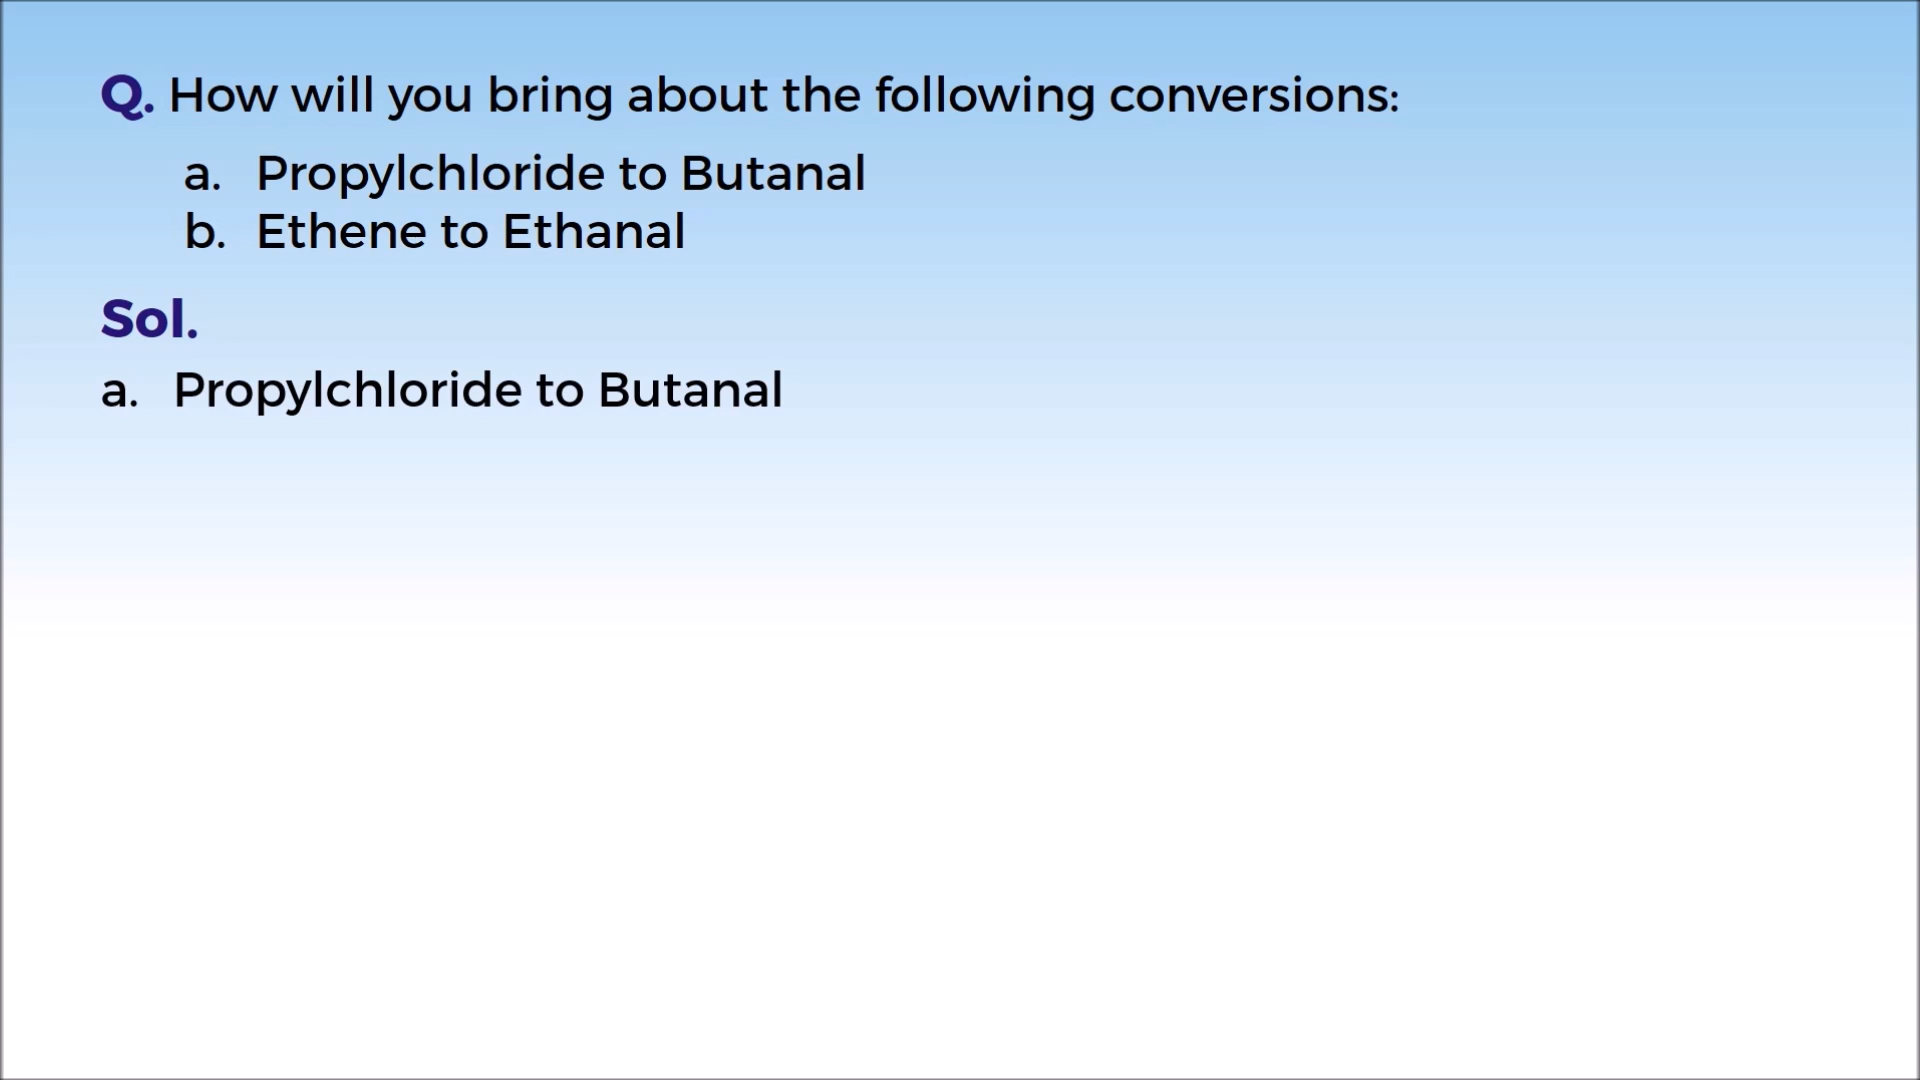 Q. How will you bring about the following conversions:
a. Propylchloride to Butanal
b. Ethene to Ethanal
Sol.
a. Propylchloride to Butanal